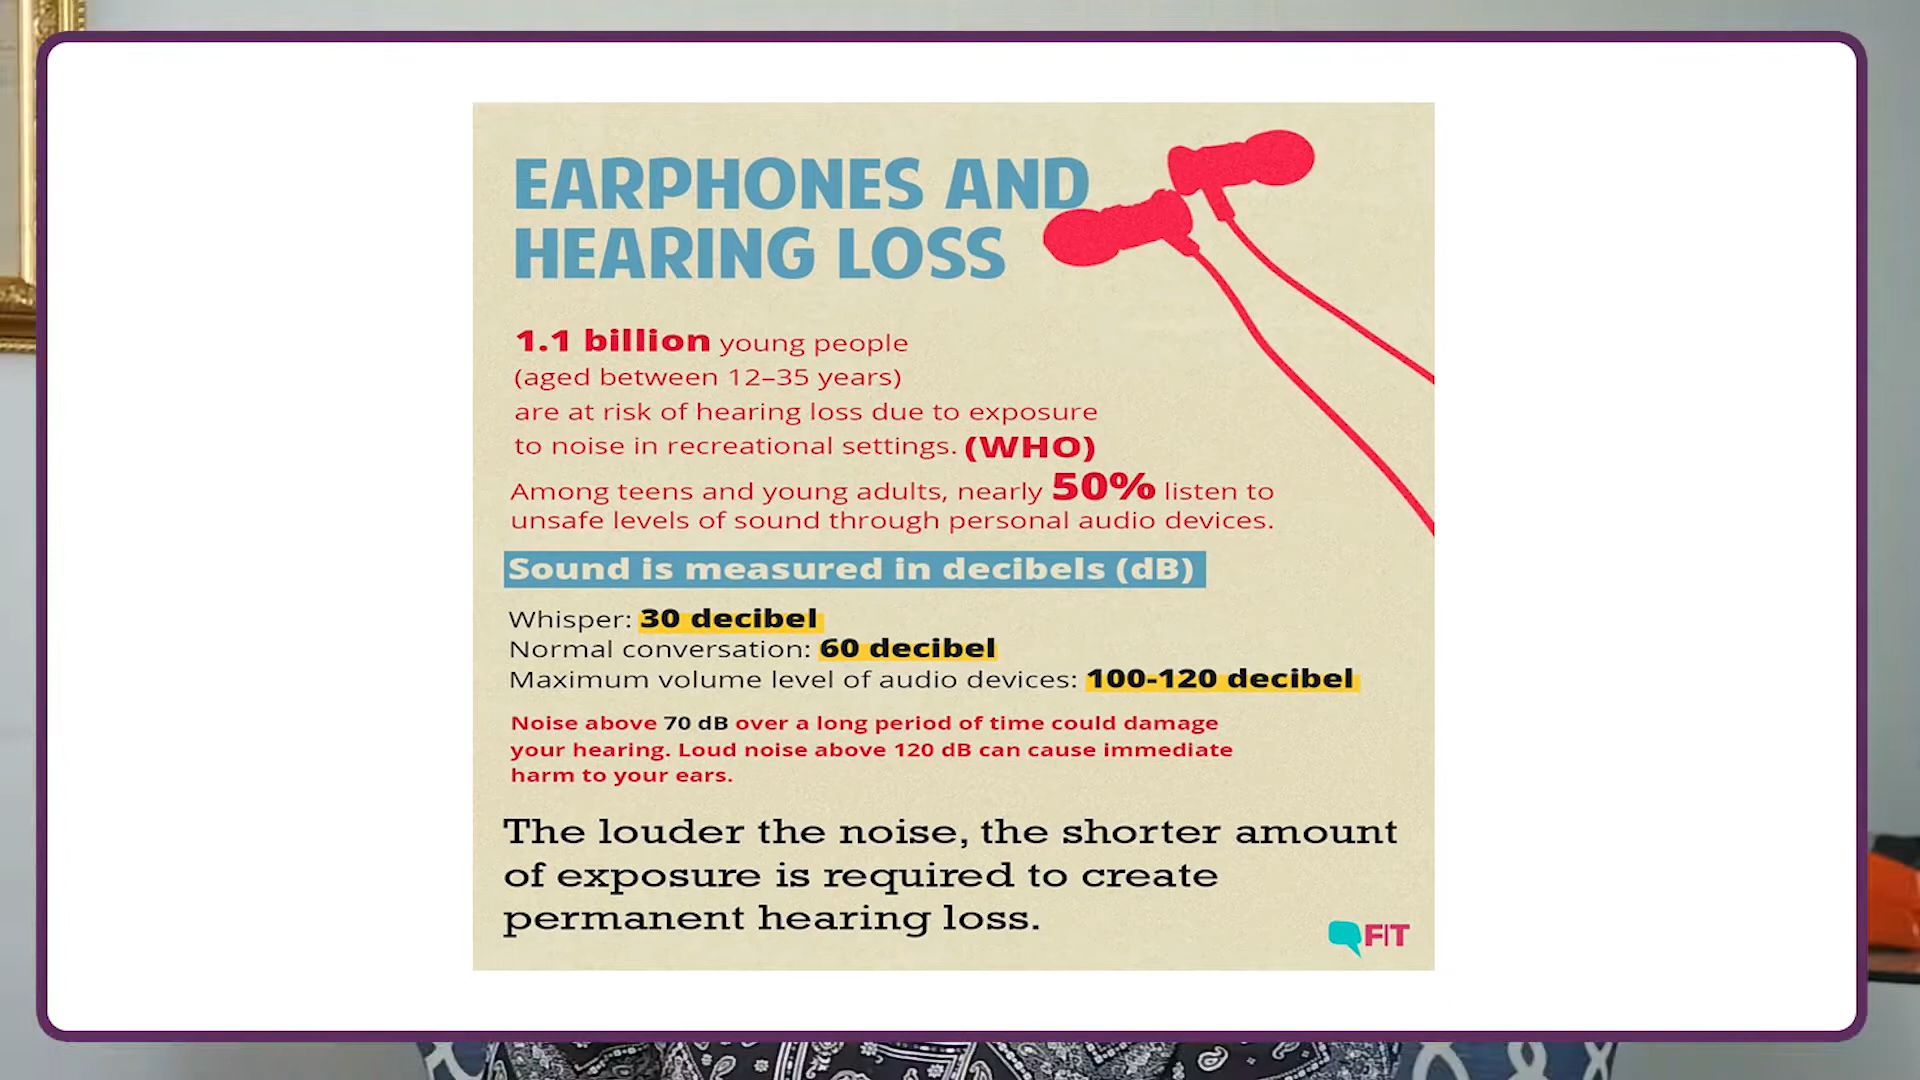 EARPHONES AND
HEARING LOSS
1.1 billion young people
(aged between 12–35 years)
are at risk of hearing loss due to exposure
to noise in recreational settings. (WHO)
Among teens and young adults, nearly 50% listen to
unsafe levels of sound through personal audio devices.
Sound is measured in decibels (dB)
Whisper: 30 decibel
Normal conversation: 60 decibel
Maximum volume level of audio devices: 100-120 decibel
Noise above 70 dB over a long period of time could damage
your hearing. Loud noise above 120 dB can cause immediate
harm to your ears.
The louder the noise, the shorter amount
of exposure is required to create
permanent hearing loss.
FIT